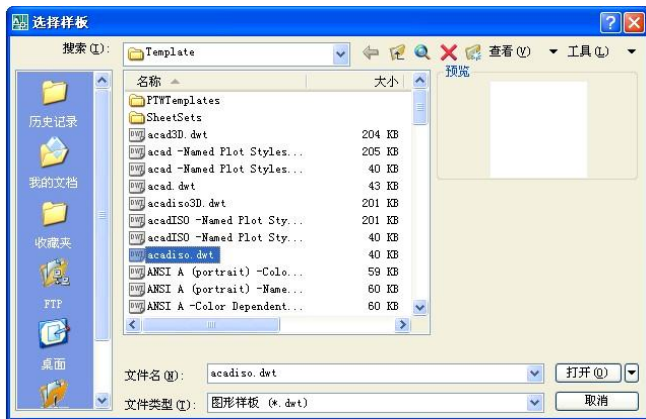 选择样板
搜索(I): Template 查看(V) 工具(L)
名称 大小 预览
PTWTemplates
SheetSets
acad3D.dwt 204 KB
acad -Named Plot Styles... 205 KB
acad -Named Plot Styles... 40 KB
acad.dwt 43 KB
acadiso3D.dwt 201 KB
acadISO -Named Plot Sty... 201 KB
acadISO -Named Plot Sty... 40 KB
acadiso.dwt 40 KB
ANSI A (portrait) -Colo... 59 KB
ANSI A (portrait) -Name... 60 KB
ANSI A -Color Dependent... 60 KB
历史记录
我的文档
收藏夹
FTP
桌面
文件名(N): acadiso.dwt 打开(O)
文件类型(T): 图形样板 (*.dwt) 取消